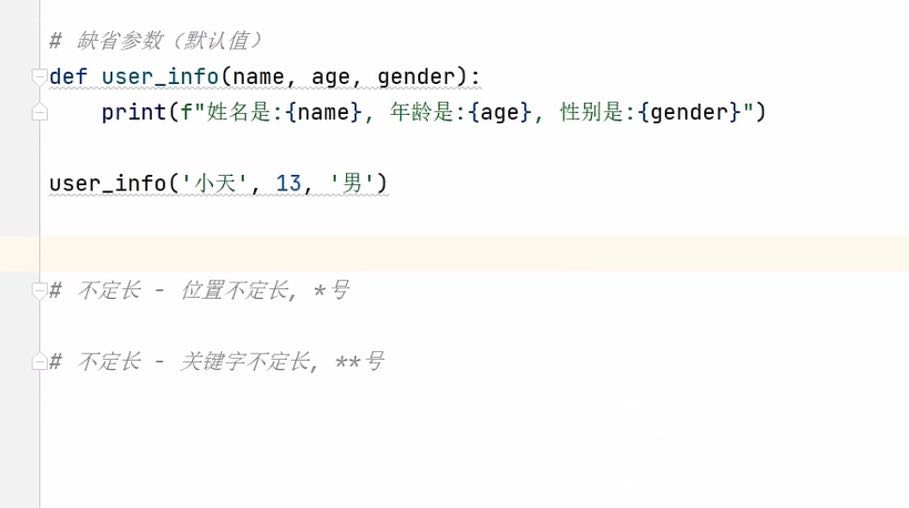 # 缺省参数（默认值）
def user_info(name, age, gender):
    print(f"姓名是:{name}, 年龄是:{age}, 性别是:{gender}")
user_info('小天', 13, '男')
# 不定长 - 位置不定长, *号
# 不定长 - 关键字不定长, **号